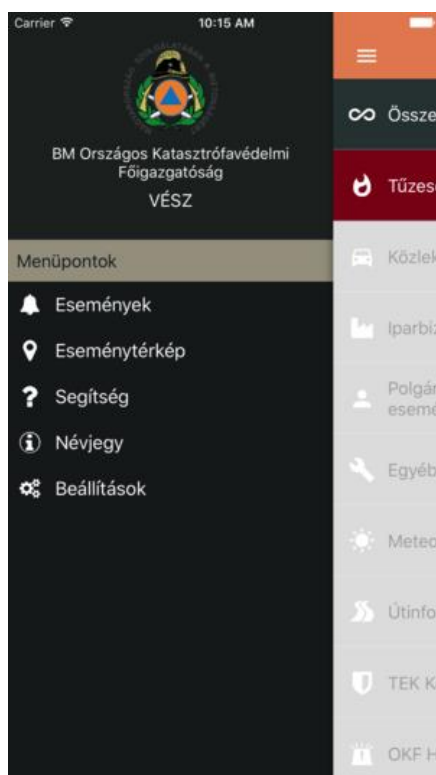 Carrier 10:15 AM
BM Országos Katasztrófavédelmi
Főigazgatóság
VÉSZ
Menüpontok
Események
Eseménytérkép
Segítség
Névjegy
Beállítások
Össze
Tűzes
Közlek
Iparbiz
Polgár
esemé
Egyéb
Meteo
Útinfo
TEK K
OKF H